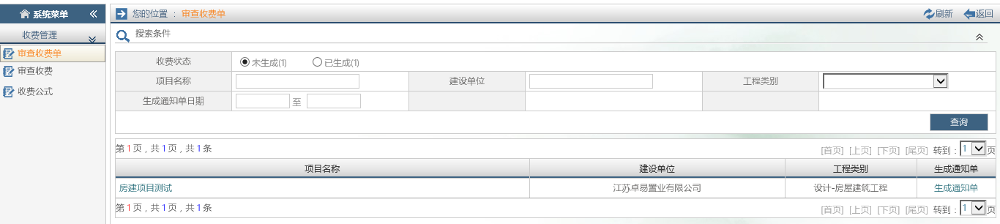 系统菜单
收费管理
审查收费单
审查收费
收费公式
您的位置 : 审查收费单
刷新 返回
搜索条件
收费状态 未生成(1) 已生成(1)
项目名称 建设单位 工程类别
生成通知单日期 至
查询
第1页，共1页，共1条 [首页] [上页] [下页] [尾页] 转到：1 页
项目名称 建设单位 工程类别 生成通知单
房建项目测试 江苏卓易置业有限公司 设计-房屋建筑工程 生成通知单
第1页，共1页，共1条 [首页] [上页] [下页] [尾页] 转到：1 页